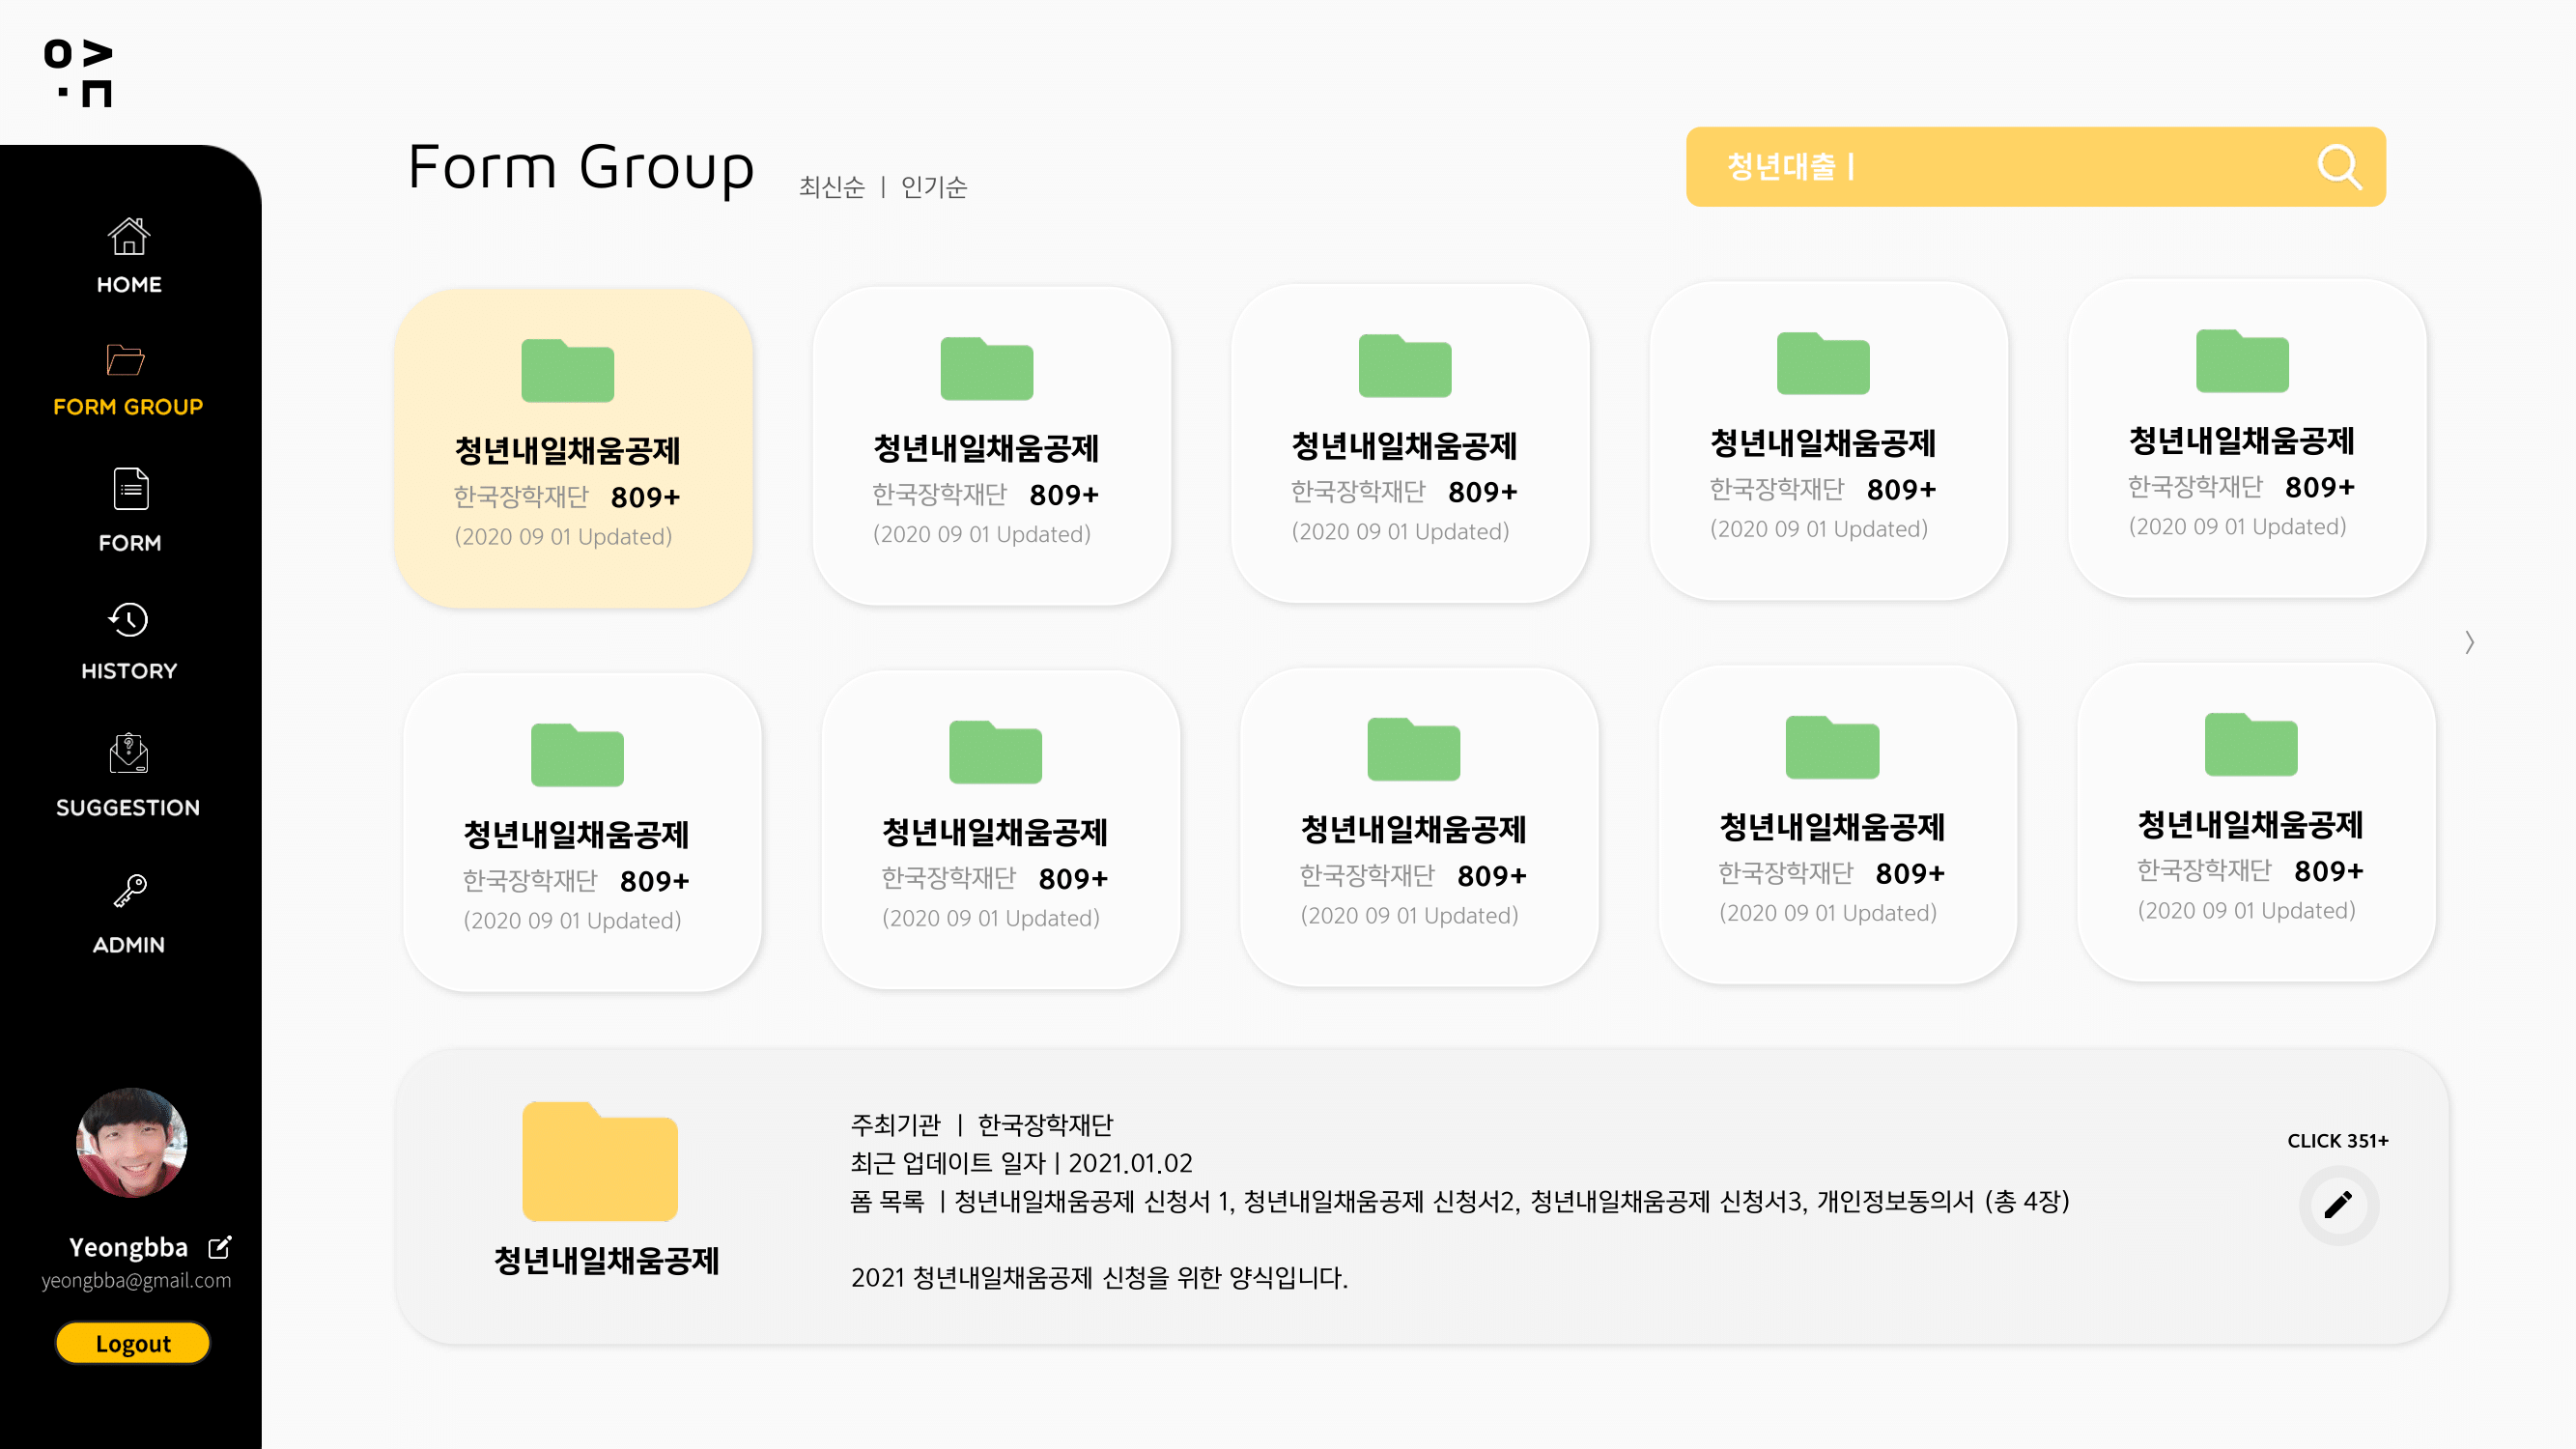 HOME
FORM GROUP
FORM
HISTORY
SUGGESTION
ADMIN
Yeongbba
yeongbba@gmail.com
Logout
Form Group
최신순 | 인기순
청년대출 |
청년내일채움공제
한국장학재단 809+
(2020 09 01 Updated)
청년내일채움공제
한국장학재단 809+
(2020 09 01 Updated)
청년내일채움공제
한국장학재단 809+
(2020 09 01 Updated)
청년내일채움공제
한국장학재단 809+
(2020 09 01 Updated)
청년내일채움공제
한국장학재단 809+
(2020 09 01 Updated)
청년내일채움공제
한국장학재단 809+
(2020 09 01 Updated)
청년내일채움공제
한국장학재단 809+
(2020 09 01 Updated)
청년내일채움공제
한국장학재단 809+
(2020 09 01 Updated)
청년내일채움공제
한국장학재단 809+
(2020 09 01 Updated)
청년내일채움공제
한국장학재단 809+
(2020 09 01 Updated)
청년내일채움공제
주최기관 | 한국장학재단
최근 업데이트 일자 | 2021.01.02
폼 목록 | 청년내일채움공제 신청서 1, 청년내일채움공제 신청서2, 청년내일채움공제 신청서3, 개인정보동의서 (총 4장)
2021 청년내일채움공제 신청을 위한 양식입니다.
CLICK 351+